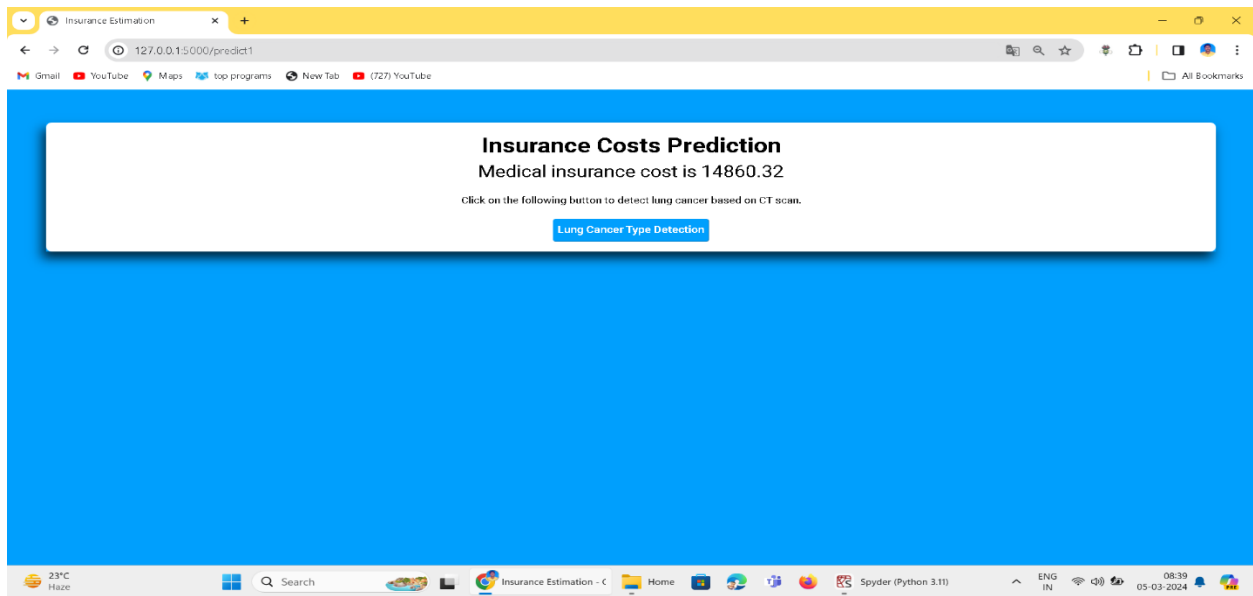 Insurance Estimation
127.0.0.1:5000/predict1
Gmail YouTube Maps top programs New Tab (727) YouTube All Bookmarks
Insurance Costs Prediction
Medical insurance cost is 14860.32
Click on the following button to detect lung cancer based on CT scan.
Lung Cancer Type Detection
23°C
Haze
Search
Insurance Estimation - C
Home
Spyder (Python 3.11)
ENG
IN
08:39
05-03-2024
PRE